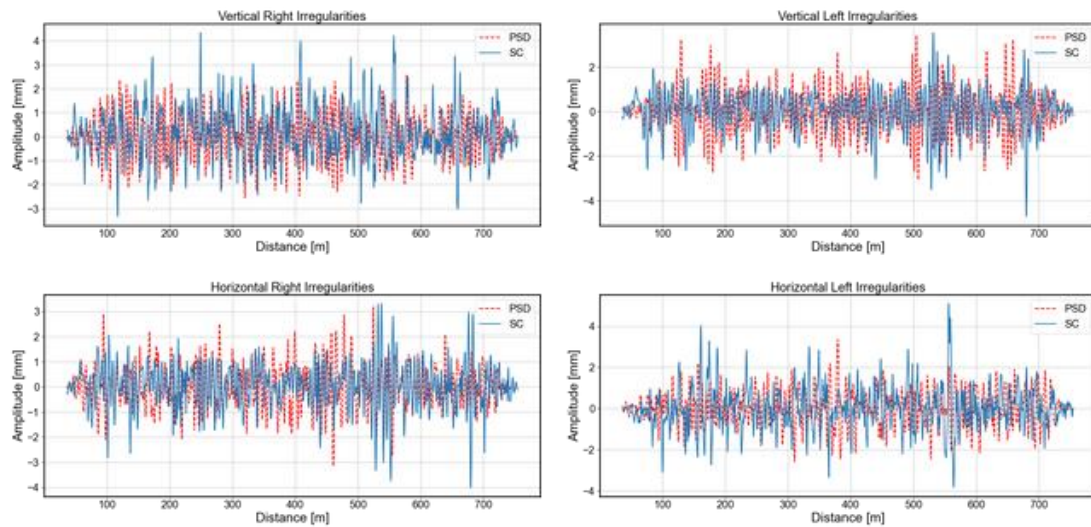 Vertical Right Irregularities
PSD
SC
4
3
2
1
0
−1
−2
−3
Amplitude [mm]
100 200 300 400 500 600 700
Distance [m]
Vertical Left Irregularities
PSD
SC
2
0
−2
−4
Amplitude [mm]
100 200 300 400 500 600 700
Distance [m]
Horizontal Right Irregularities
PSD
SC
3
2
1
0
−1
−2
−3
−4
Amplitude [mm]
100 200 300 400 500 600 700
Distance [m]
Horizontal Left Irregularities
PSD
SC
4
2
0
−2
−4
Amplitude [mm]
100 200 300 400 500 600 700
Distance [m]